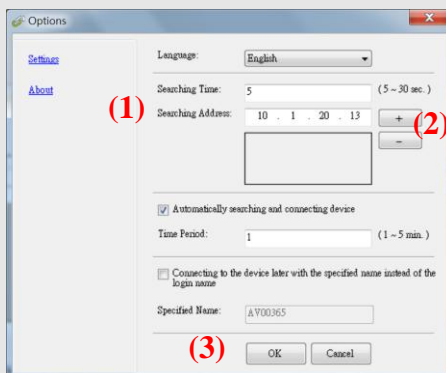 Options
X
Settings
Language: English
About
Searching Time: 5 (5 ~ 30 sec.)
(1) Searching Address: 10 . 1 . 20 . 13 + (2)
-
Automatically searching and connecting device
Time Period: 1 (1 ~ 5 min.)
Connecting to the device later with the specified name instead of the
login name
Specified Name: AV00365
(3) OK Cancel